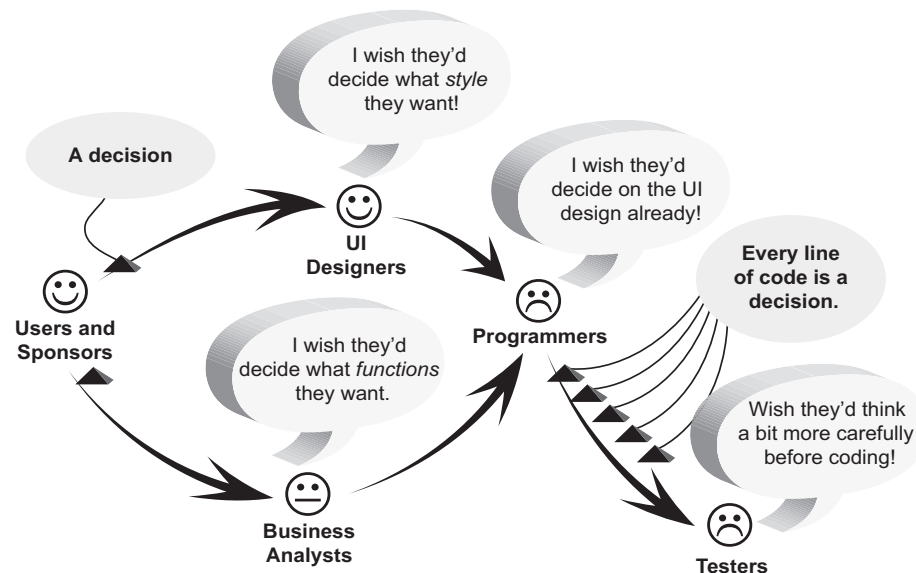 I wish they'd
decide what style
they want!
A decision
I wish they'd
decide on the UI
design already!
UI
Designers
Every line
of code is a
decision.
Users and
Sponsors
Programmers
I wish they'd
decide what functions
they want.
Wish they'd think
a bit more carefully
before coding!
Business
Analysts
Testers